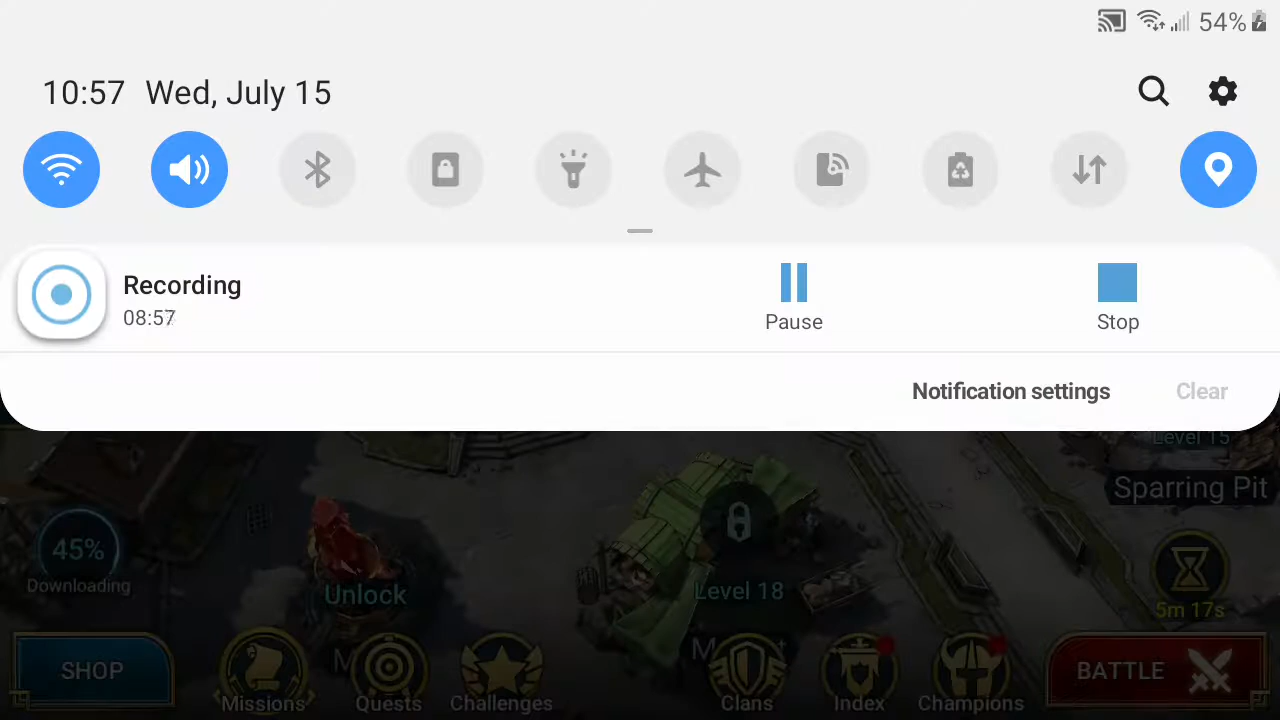 54%
10:57 Wed, July 15
Recording
08:57
Pause
Stop
Notification settings
Clear
Level 15
Sparring Pit
45%
Downloading
Unlock
Level 18
5m 17s
SHOP
Missions
Quests
Challenges
Clans
Index
Champions
BATTLE